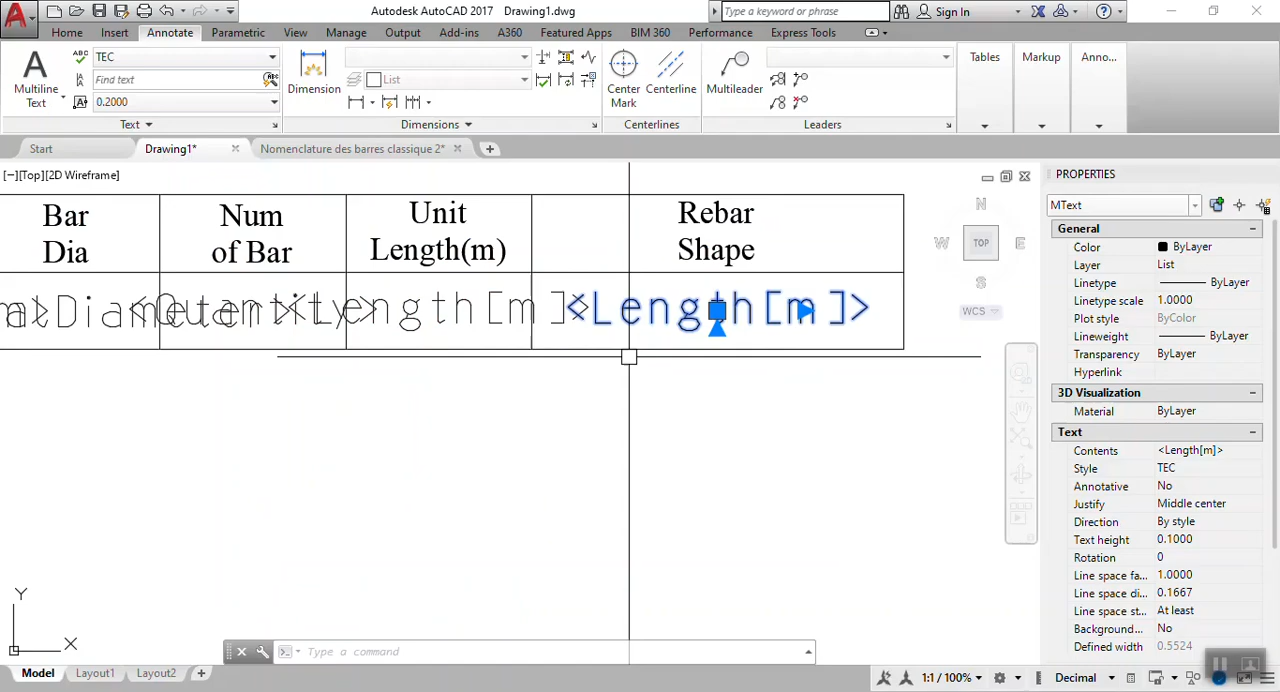 Autodesk AutoCAD 2017 Drawing1.dwg
Type a keyword or phrase
Sign In
Home Insert Annotate Parametric View Manage Output Add-ins A360 Featured Apps BIM 360 Performance Express Tools
A ABC TEC
Multiline
Text
Find text
0.2000
Text
Dimension
List
Dimensions
Center
Mark
Centerline
Centerlines
Multileader
Leaders
Tables
Markup
Anno...
Start Drawing1* Nomenclature des barres classique 2*
[−][Top][2D Wireframe]
Bar
Dia
Num
of Bar
Unit
Length(m)
Rebar
Shape
<Quantity>
<Length[m]>
<Length[m]>
N
W TOP E
S
WCS
Y
X
Type a command
PROPERTIES
MText
General
Color ByLayer
Layer List
Linetype ByLayer
Linetype scale 1.0000
Plot style ByColor
Lineweight ByLayer
Transparency ByLayer
Hyperlink
3D Visualization
Material ByLayer
Text
Contents <Length[m]>
Style TEC
Annotative No
Justify Middle center
Direction By style
Text height 0.1000
Rotation 0
Line space fa... 1.0000
Line space di... 0.1667
Line space st... At least
Background... No
Defined width 0.5524
Model Layout1 Layout2
1:1 / 100% Decimal